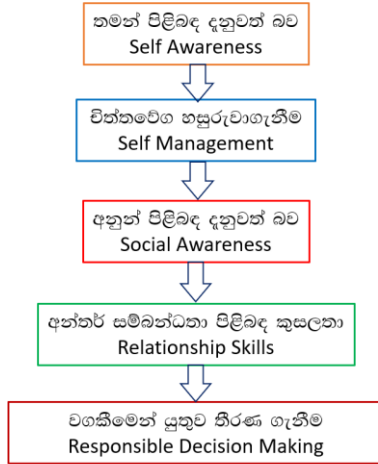 තමන් පිළිබඳ දැනුවත් බව
Self Awareness
චිත්තවේග හසුරුවාගැනීම
Self Management
අනුන් පිළිබඳ දැනුවත් බව
Social Awareness
අන්තර් සම්බන්ධතා පිළිබඳ කුසලතා
Relationship Skills
වගකීමෙන් යුතුව තීරණ ගැනීම
Responsible Decision Making